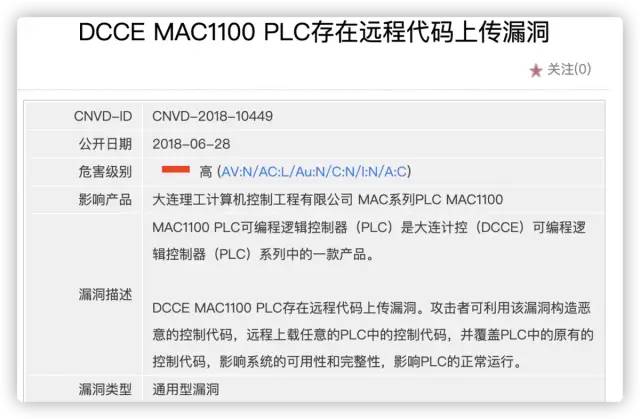 DCCE MAC1100 PLC存在远程代码上传漏洞
★ 关注(0)
CNVD-ID CNVD-2018-10449
公开日期 2018-06-28
危害级别 高 (AV:N/AC:L/Au:N/C:N/I:N/A:C)
影响产品 大连理工计算机控制工程有限公司 MAC系列PLC MAC1100
MAC1100 PLC可编程逻辑控制器（PLC）是大连计控（DCCE）可编程逻
辑控制器（PLC）系列中的一款产品。
漏洞描述
DCCE MAC1100 PLC存在远程代码上传漏洞。攻击者可利用该漏洞构造恶
意的控制代码，远程上载任意的PLC中的控制代码，并覆盖PLC中的原有的
控制代码，影响系统的可用性和完整性，影响PLC的正常运行。
漏洞类型 通用型漏洞